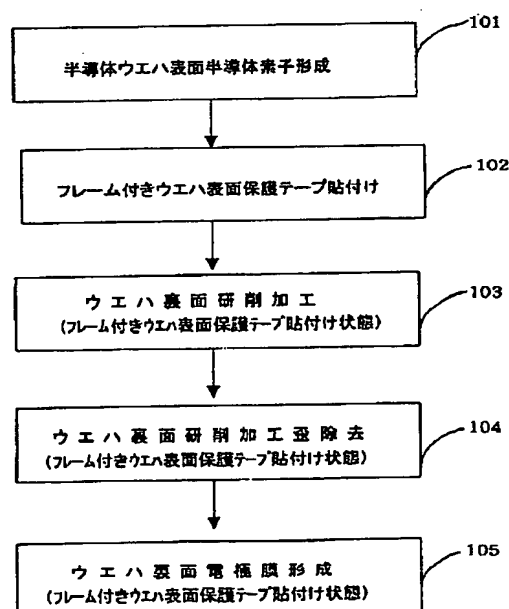 101
半導体ウエハ表面半導体素子形成
102
フレーム付きウエハ表面保護テープ貼付け
103
ウエハ裏面研削加工
(フレーム付きウエハ表面保護テープ貼付け状態)
104
ウエハ裏面研削加工歪除去
(フレーム付きウエハ表面保護テープ貼付け状態)
105
ウエハ裏面電極膜形成
(フレーム付きウエハ表面保護テープ貼付け状態)